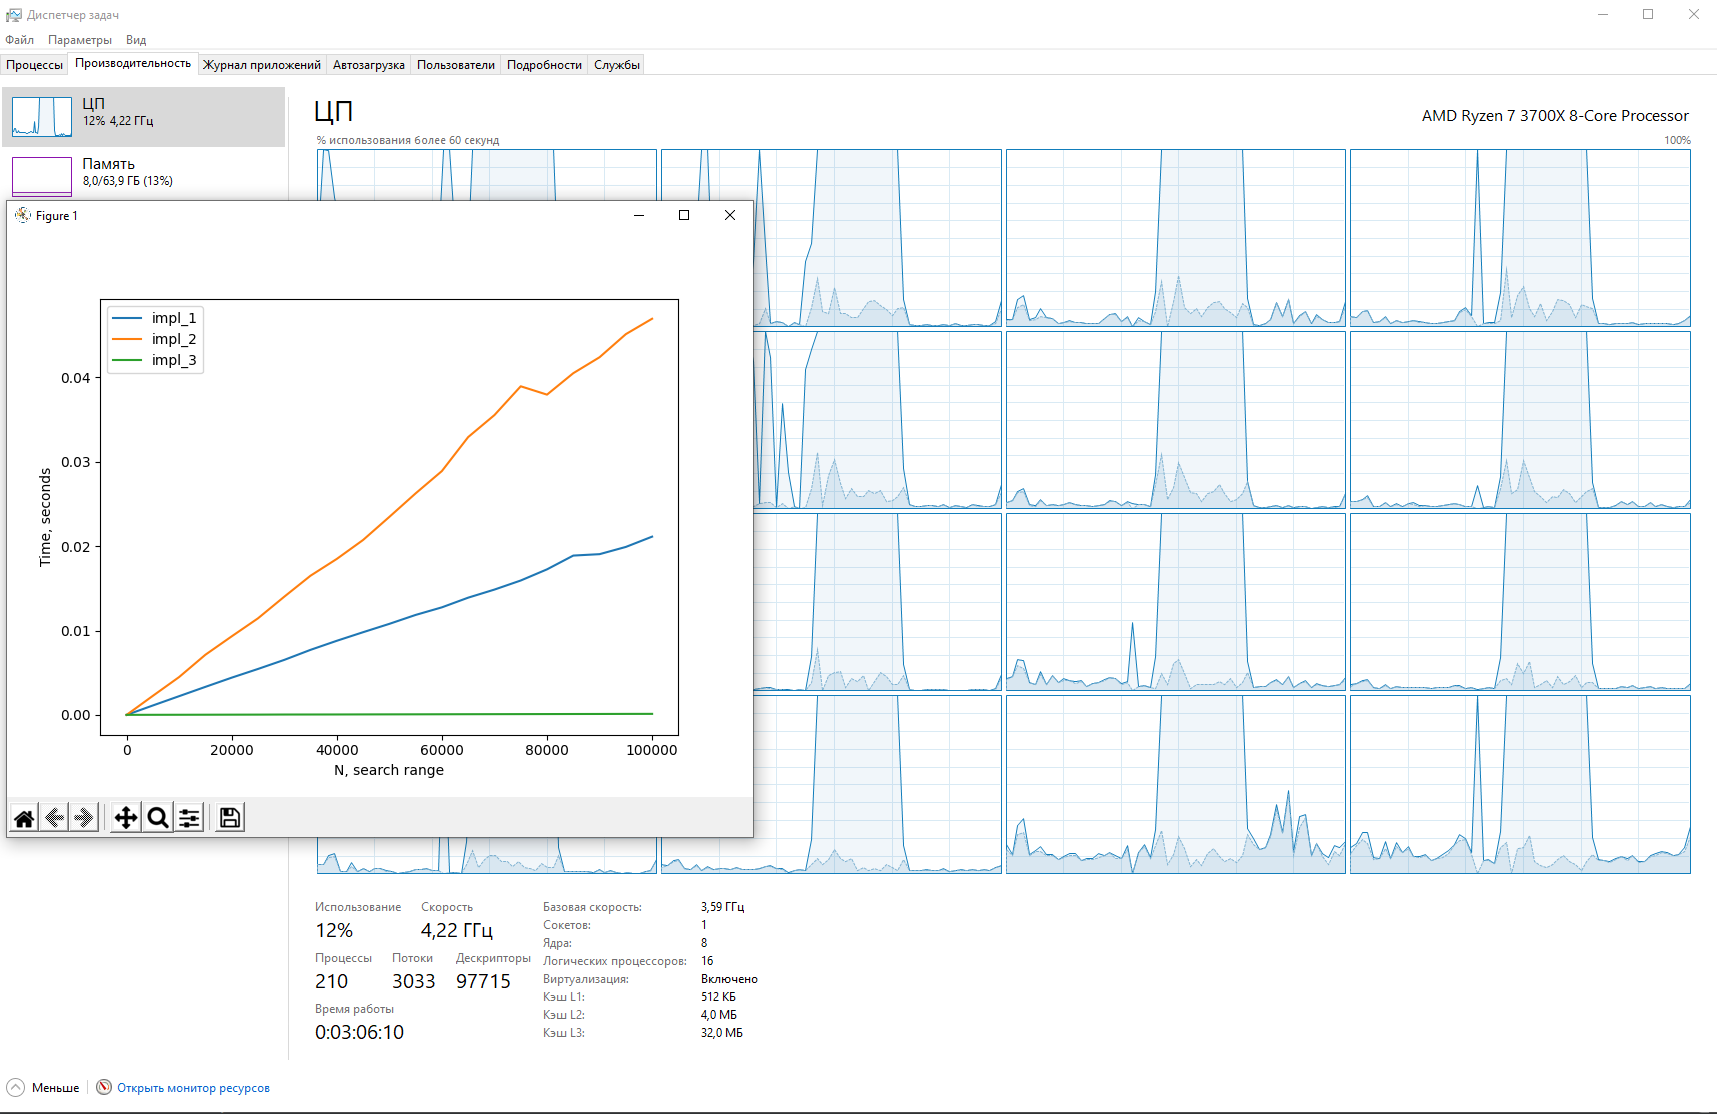 Диспетчер задач
Файл Параметры Вид
Процессы Производительность Журнал приложений Автозагрузка Пользователи Подробности Службы
ЦП
12% 4,22 ГГц
Память
8,0/63,9 ГБ (13%)
ЦП
AMD Ryzen 7 3700X 8-Core Processor
% использования более 60 секунд
100%
Figure 1
impl_1
impl_2
impl_3
0.04
0.03
0.02
0.01
0.00
Time, seconds
0 20000 40000 60000 80000 100000
N, search range
Использование Скорость
12% 4,22 ГГц
Процессы Потоки Дескрипторы
210 3033 97715
Время работы
0:03:06:10
Базовая скорость: 3,59 ГГц
Сокетов: 1
Ядра: 8
Логических процессоров: 16
Виртуализация: Включено
Кэш L1: 512 КБ
Кэш L2: 4,0 МБ
Кэш L3: 32,0 МБ
Меньше
Открыть монитор ресурсов